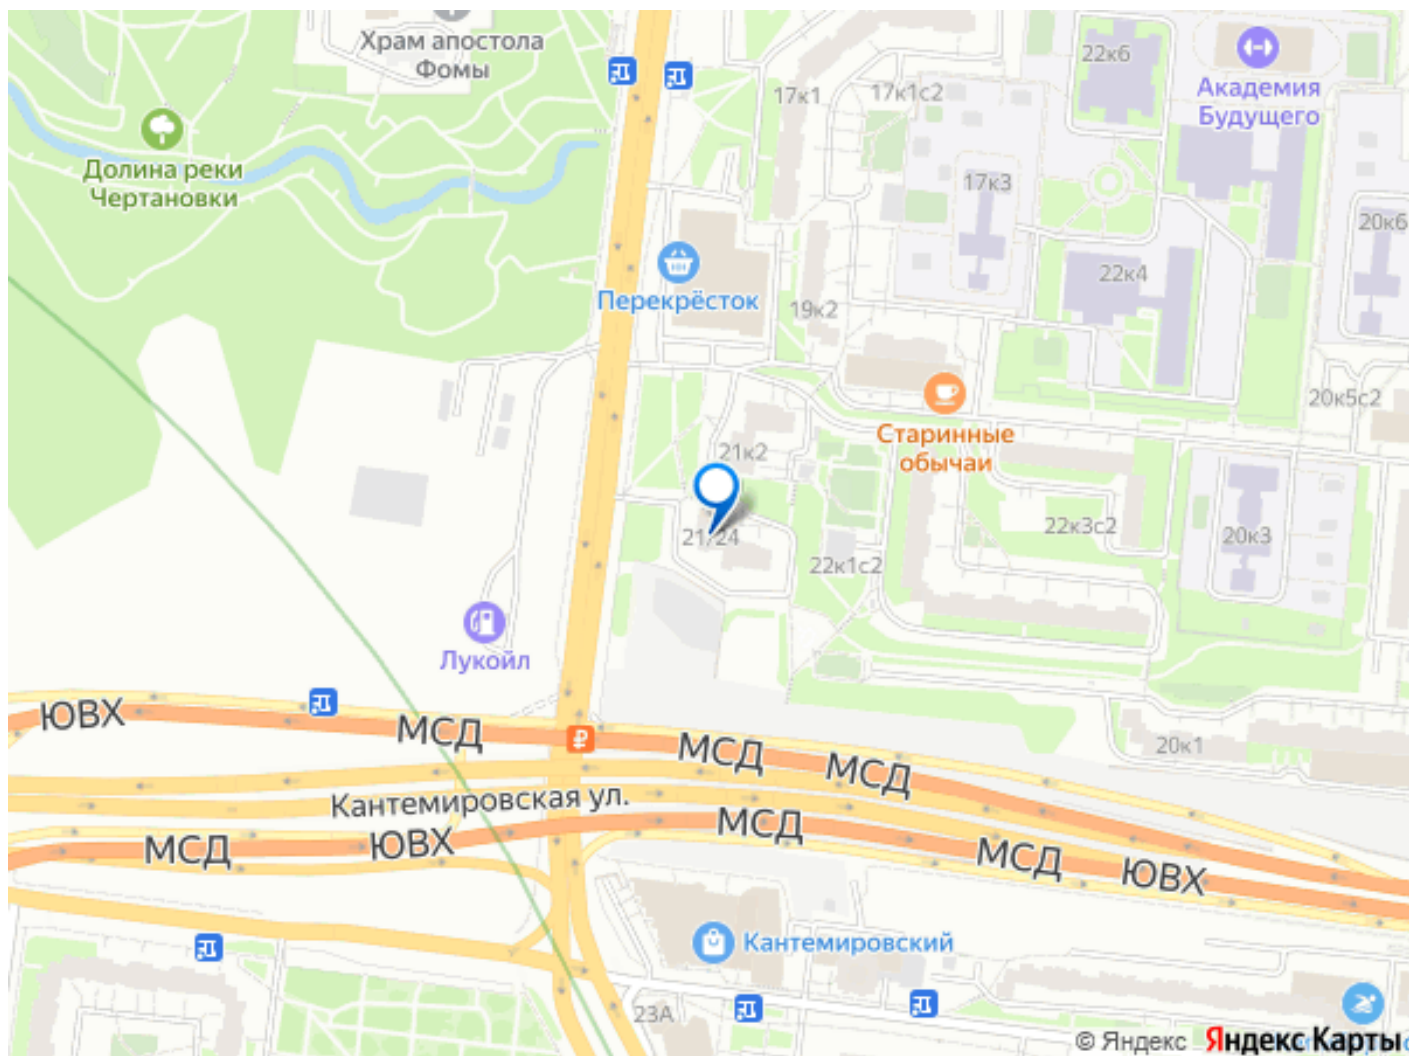 Храм апостола
Фомы
22к6
Академия
Будущего
17к1
17к1с2
Долина реки
Чертановки
17к3
20к6
22к4
Перекрёсток
19к2
20к5с2
Старинные
обычаи
21к2
21/24
22к3с2
20к3
22к1с2
Лукойл
ЮВХ
МСД
МСД
МСД
20к1
Кантемировская ул.
МСД
МСД
ЮВХ
МСД
ЮВХ
Кантемировский
23А
© Яндекс Яндекс Карты